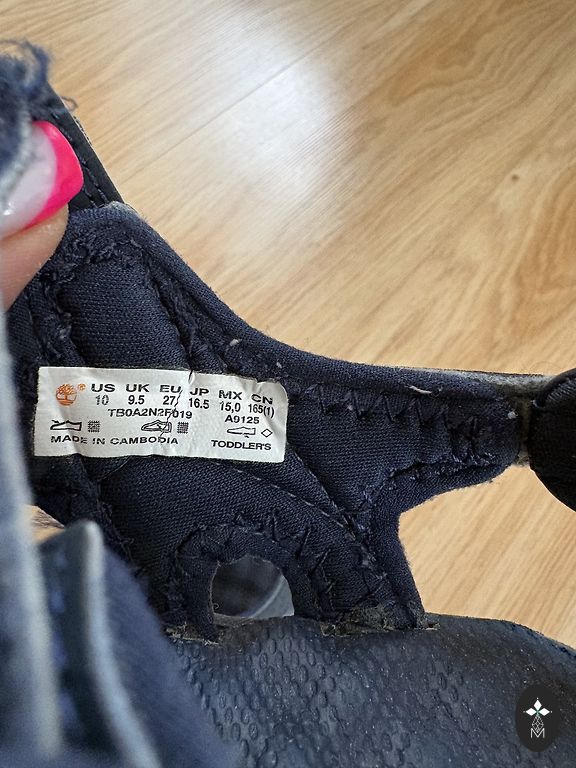 ® US UK EU JP MX CN
10 9.5 27 16.5 15,0 165(1)
TB0A2N2F019 A9125
MADE IN CAMBODIA TODDLER'S
M